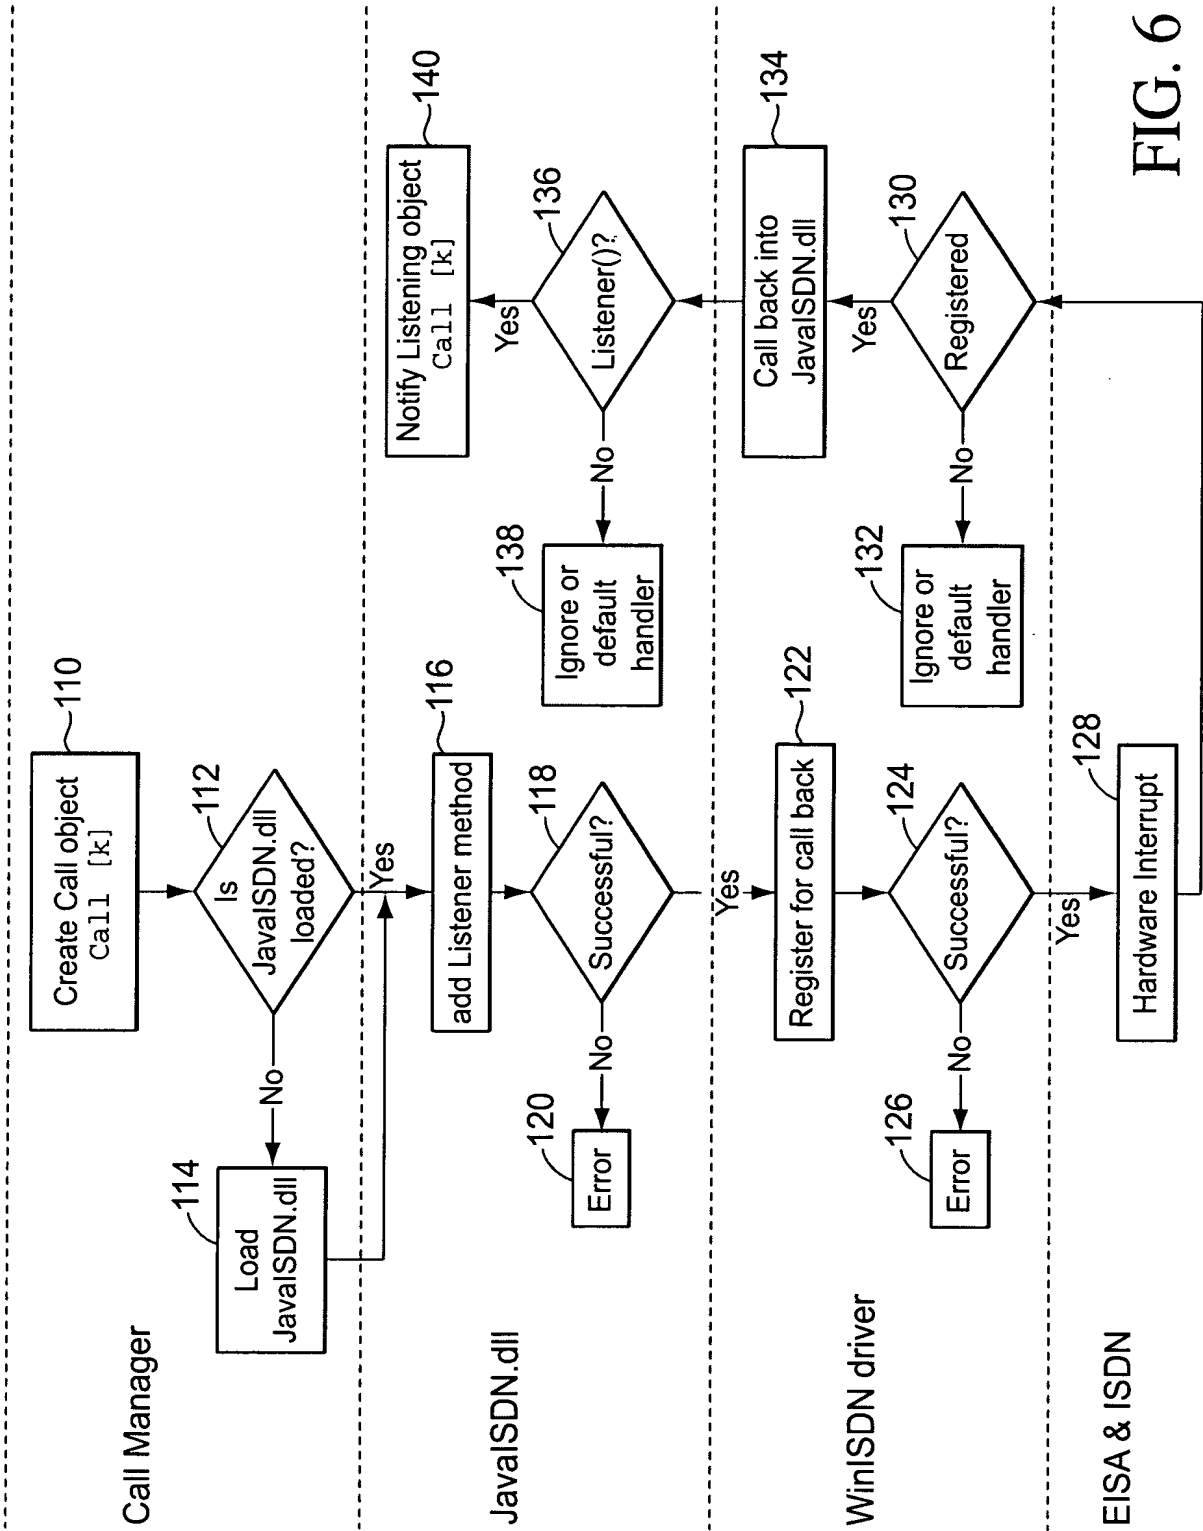 Call Manager
Create Call object
Call [k]
110
Is
JavaISDN.dll
loaded?
112
No
Load
JavaISDN.dll
114
Yes
JavaISDN.dll
add Listener method
116
Successful?
118
No
Error
120
Yes
Notify Listening object
Call [k]
140
Yes
Listener()?
136
No
Ignore or
default
handler
138
WinISDN driver
Register for call back
122
Successful?
124
No
Error
126
Yes
Call back into
JavaISDN.dll
134
Yes
Registered
130
No
Ignore or
default
handler
132
EISA & ISDN
Hardware Interrupt
128
FIG. 6